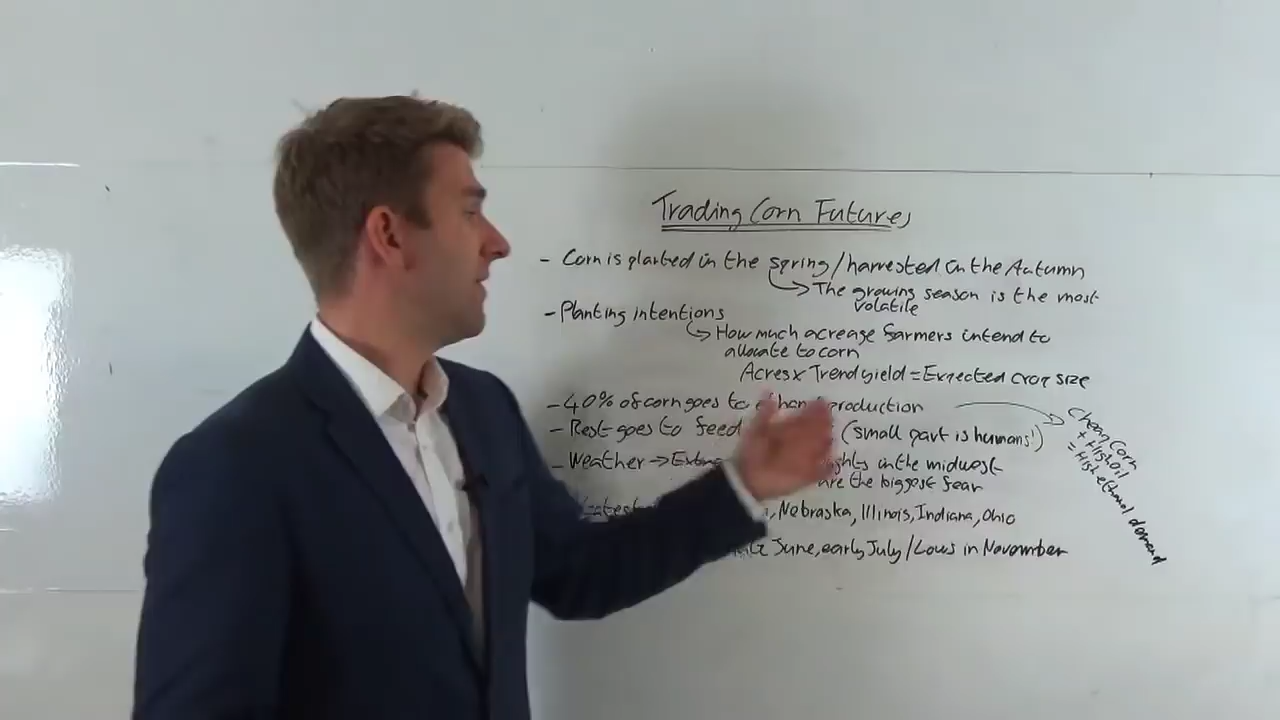 Trading Corn Futures
- Corn is planted in the spring/harvested in the Autumn
The growing season is the most
volatile
- Planting intentions
How much acreage farmers intend to
allocate to corn
Acres x Trend yield = Expected crop size
- 40% of corn goes to production
- Rest goes to feed (small part is humans!)
- Weather → in the midwest
are the biggest fear
Nebraska, Illinois, Indiana, Ohio
June, early July/Lows in November
Cheap Corn
+ High oil
= High ethanol demand